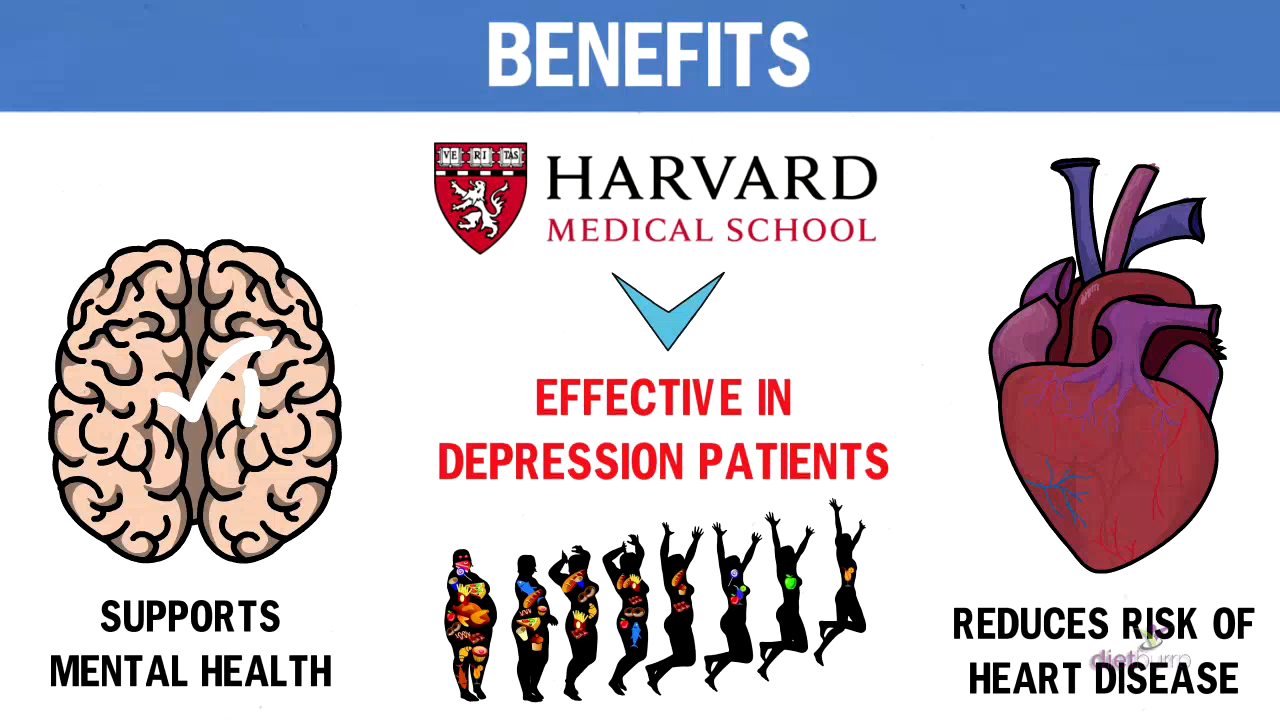 BENEFITS
VE RI TAS
HARVARD
MEDICAL SCHOOL
EFFECTIVE IN
DEPRESSION PATIENTS
SUPPORTS
MENTAL HEALTH
REDUCES RISK OF
HEART DISEASE
dietburrp